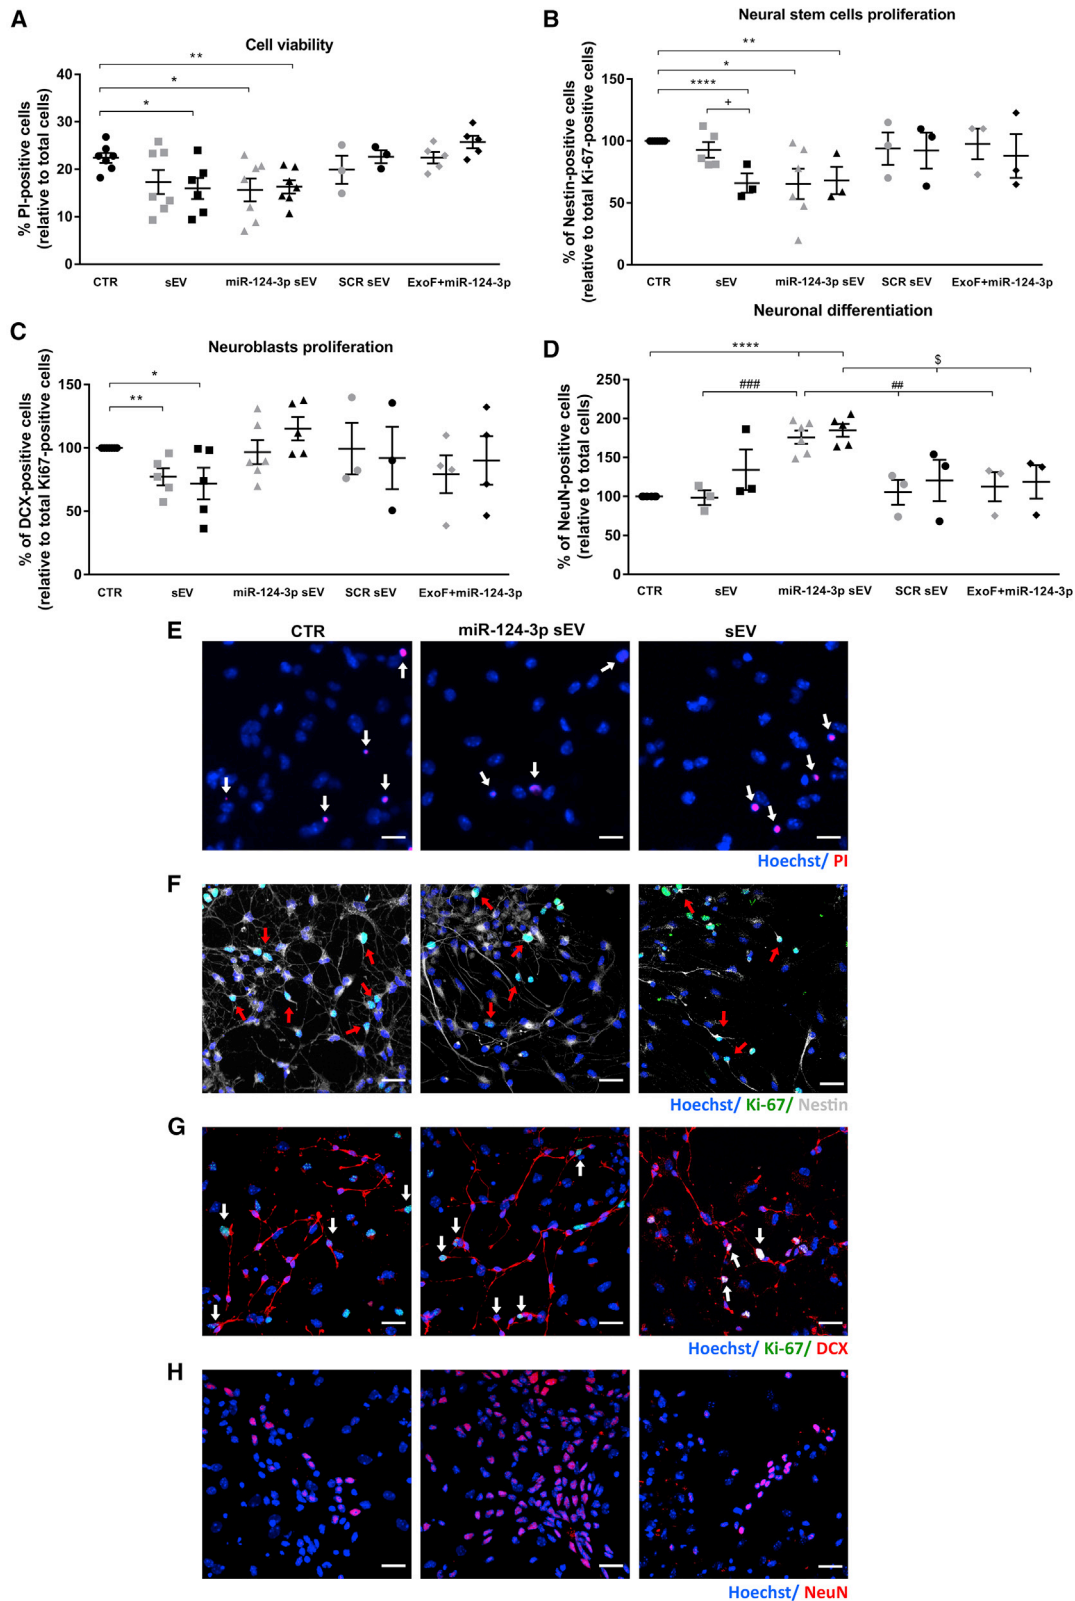 A
Cell viability
**
*
*
% PI-positive cells
(relative to total cells)
40
30
20
10
0
CTR
sEV
miR-124-3p sEV
SCR sEV
ExoF+miR-124-3p
B
Neural stem cells proliferation
**
*
****
+
% of Nestin-positive cells
(relative to total Ki-67-positive cells)
150
100
50
0
CTR
sEV
miR-124-3p sEV
SCR sEV
ExoF+miR-124-3p
C
Neuroblasts proliferation
*
**
% of DCX-positive cells
(relative to total Ki67-positive cells)
150
100
50
0
CTR
sEV
miR-124-3p sEV
SCR sEV
ExoF+miR-124-3p
D
Neuronal differentiation
****
$
###
##
% of NeuN-positive cells
(relative to total cells)
250
200
150
100
50
0
CTR
sEV
miR-124-3p sEV
SCR sEV
ExoF+miR-124-3p
E
CTR
miR-124-3p sEV
sEV
Hoechst/ PI
F
Hoechst/ Ki-67/ Nestin
G
Hoechst/ Ki-67/ DCX
H
Hoechst/ NeuN